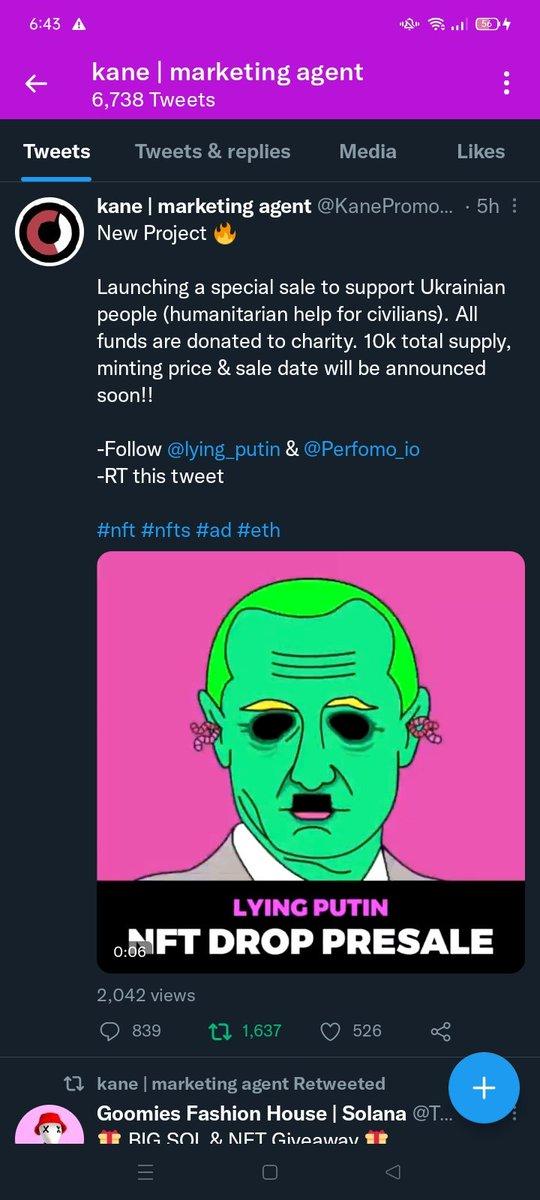 6:43
56
kane | marketing agent
6,738 Tweets
Tweets
Tweets & replies
Media
Likes
kane | marketing agent @KanePromo... · 5h
New Project 🔥
Launching a special sale to support Ukrainian
people (humanitarian help for civilians). All
funds are donated to charity. 10k total supply,
minting price & sale date will be announced
soon!!
-Follow @lying_putin & @Perfomo_io
-RT this tweet
#nft #nfts #ad #eth
LYING PUTIN
NFT DROP PRESALE
0:06
2,042 views
839
1,637
526
kane | marketing agent Retweeted
Goomies Fashion House | Solana @T...
🎁 BIG SOL & NFT Giveaway 🎁